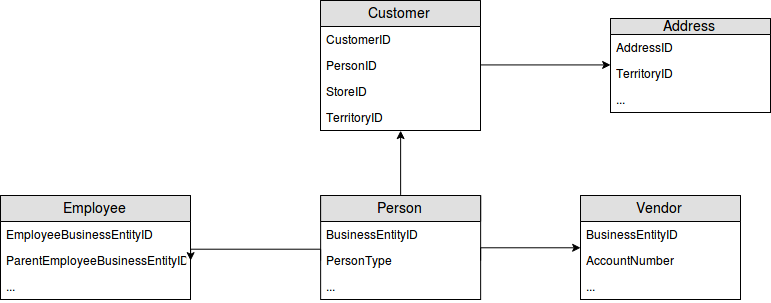 Customer
CustomerID
PersonID
StoreID
TerritoryID
Address
AddressID
TerritoryID
...
Employee
EmployeeBusinessEntityID
ParentEmployeeBusinessEntityID
...
Person
BusinessEntityID
PersonType
...
Vendor
BusinessEntityID
AccountNumber
...